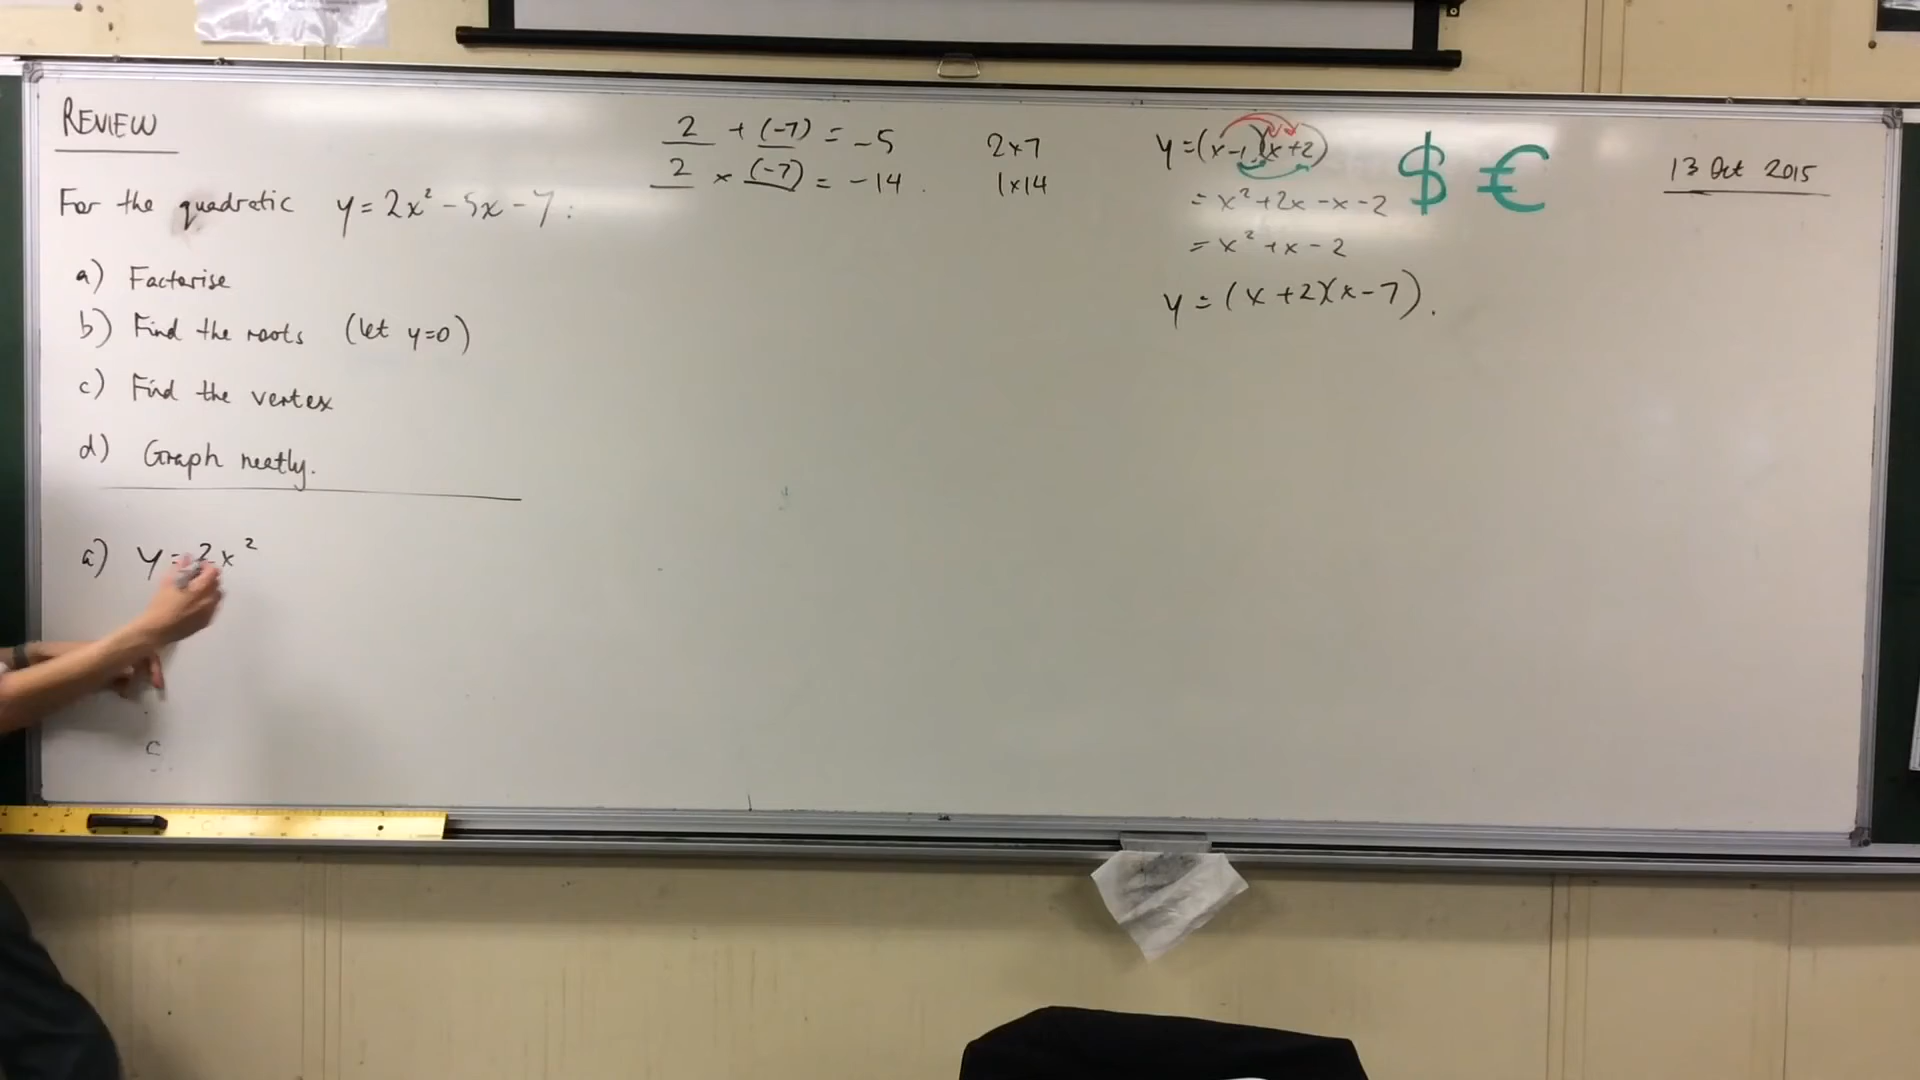 REVIEW
For the quadratic y = 2x² - 5x - 7 :
a) Factorise
b) Find the roots (let y=0)
c) Find the vertex
d) Graph neatly.
a) y = 2x²
2 + (-7) = -5
2 × (-7) = -14 .
2×7
1×14
y = (x-1)(x+2)
= x² + 2x - x - 2
= x² + x - 2
y = (x+2)(x-7).
$ €
13 Oct 2015